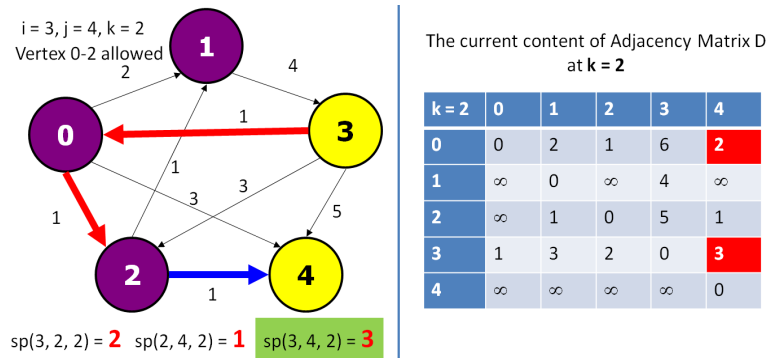 i = 3, j = 4, k = 2
Vertex 0-2 allowed
1
2
4
0
1
3
1
3
3
5
1
2
4
1
sp(3, 2, 2) = 2 sp(2, 4, 2) = 1 sp(3, 4, 2) = 3
The current content of Adjacency Matrix D
at k = 2
k = 2 0 1 2 3 4
0 0 2 1 6 2
1 ∞ 0 ∞ 4 ∞
2 ∞ 1 0 5 1
3 1 3 2 0 3
4 ∞ ∞ ∞ ∞ 0